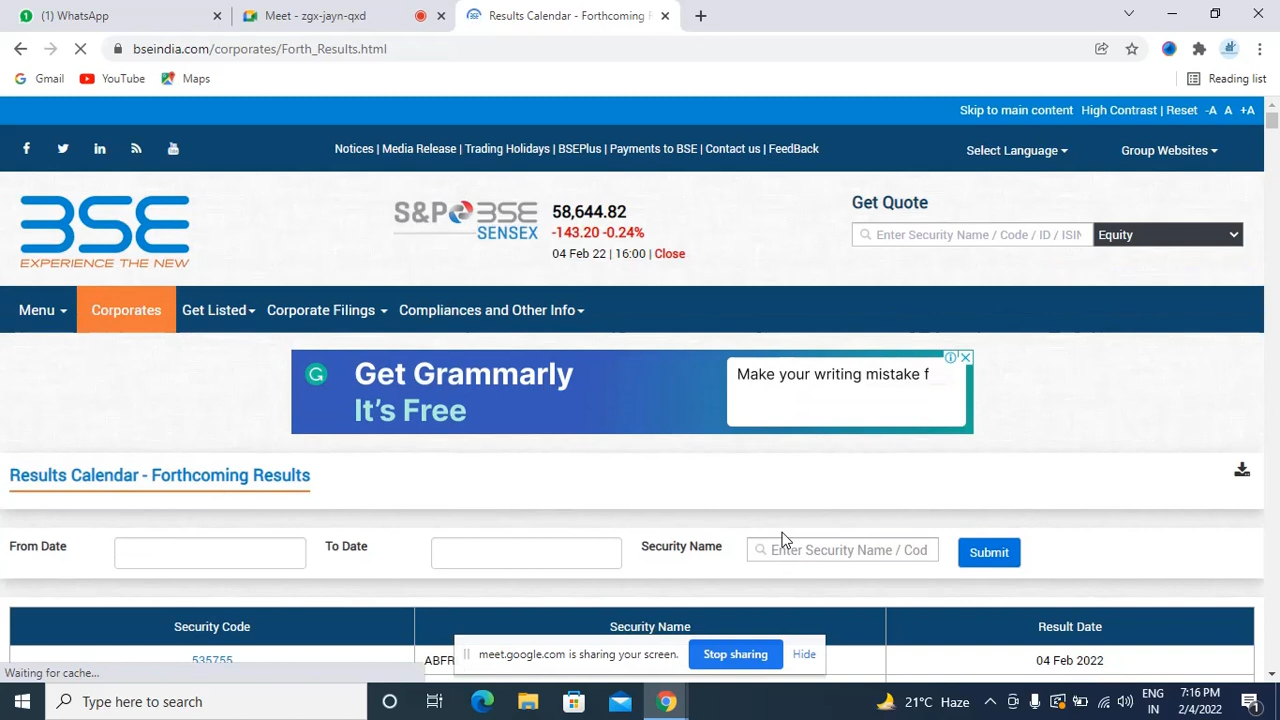 (1) WhatsApp
Meet - zgx-jayn-qxd
Results Calendar - Forthcoming
bseindia.com/corporates/Forth_Results.html
Gmail
YouTube
Maps
Reading list
Skip to main content
High Contrast | Reset
-A A +A
Notices | Media Release | Trading Holidays | BSEPlus | Payments to BSE | Contact us | FeedBack
Select Language
Group Websites
BSE
EXPERIENCE THE NEW
S&P BSE
SENSEX
58,644.82
-143.20 -0.24%
04 Feb 22 | 16:00 | Close
Get Quote
Enter Security Name / Code / ID / ISIN
Equity
Menu
Corporates
Get Listed
Corporate Filings
Compliances and Other Info
Get Grammarly
It's Free
Make your writing mistake f
Results Calendar - Forthcoming Results
From Date
To Date
Security Name
Enter Security Name / Cod
Submit
Security Code
Security Name
Result Date
535755
ABFR
04 Feb 2022
meet.google.com is sharing your screen.
Stop sharing
Hide
Waiting for cache...
Type here to search
21°C Haze
ENG
IN
7:16 PM
2/4/2022
1